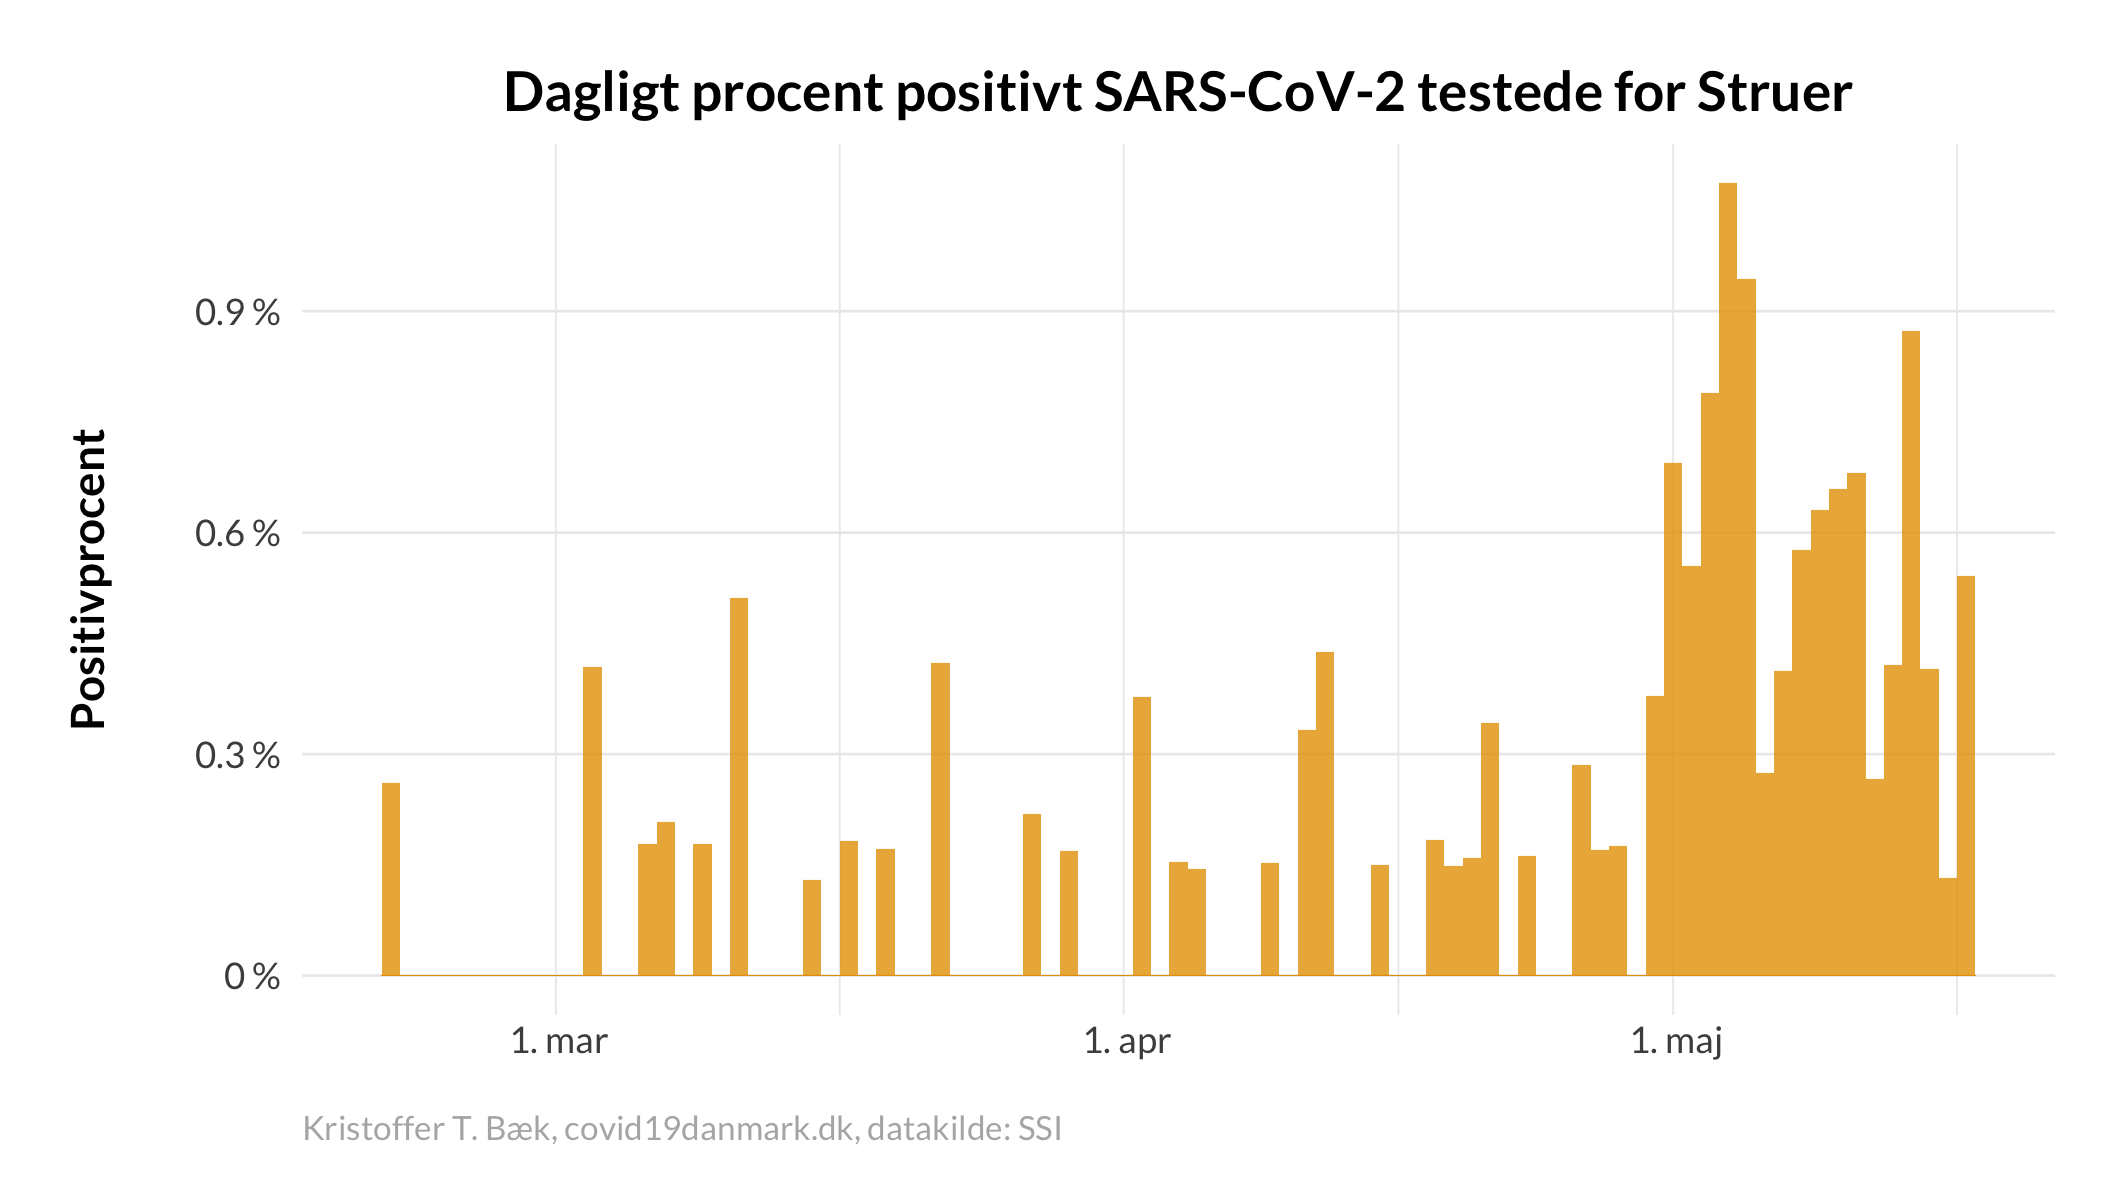 Dagligt procent positivt SARS-CoV-2 testede for Struer
Positivprocent
0.9 %
0.6 %
0.3 %
0 %
1. mar
1. apr
1. maj
Kristoffer T. Bæk, covid19danmark.dk, datakilde: SSI